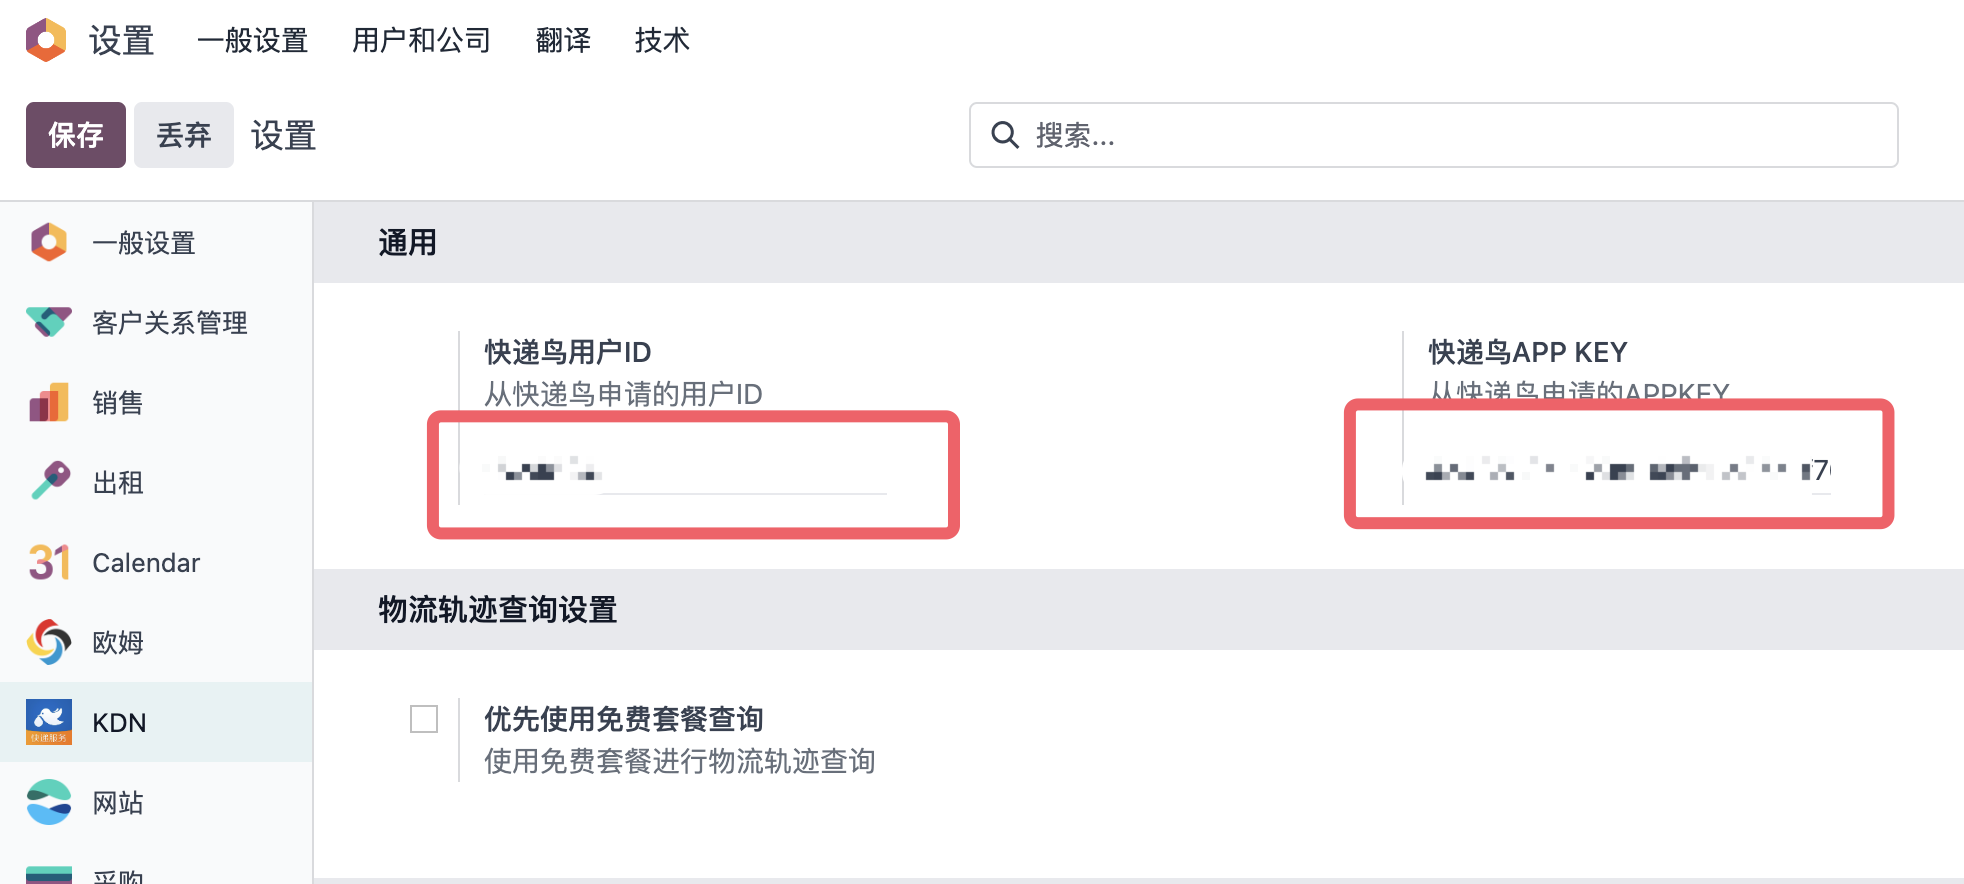 设置 一般设置 用户和公司 翻译 技术
保存 丢弃 设置 搜索...
一般设置
客户关系管理
销售
出租
31 Calendar
欧姆
快递服务 KDN
网站
采购
通用
快递鸟用户ID
从快递鸟申请的用户ID
快递鸟APP KEY
从快递鸟申请的APPKEY
物流轨迹查询设置
优先使用免费套餐查询
使用免费套餐进行物流轨迹查询